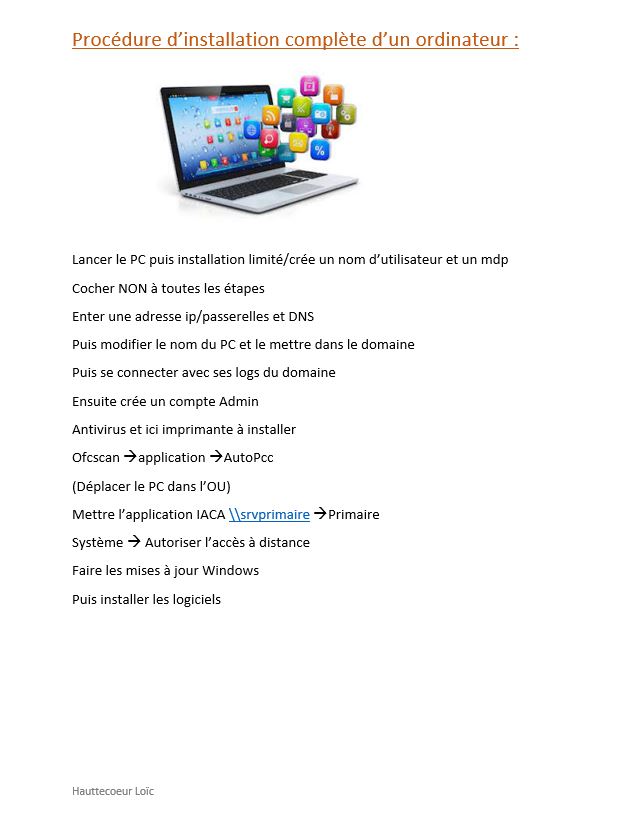 Procédure d’installation complète d’un ordinateur :
Lancer le PC puis installation limité/crée un nom d’utilisateur et un mdp
Cocher NON à toutes les étapes
Enter une adresse ip/passerelles et DNS
Puis modifier le nom du PC et le mettre dans le domaine
Puis se connecter avec ses logs du domaine
Ensuite crée un compte Admin
Antivirus et ici imprimante à installer
Ofcscan →application →AutoPcc
(Déplacer le PC dans l’OU)
Mettre l’application IACA \\srvprimaire →Primaire
Système → Autoriser l’accès à distance
Faire les mises à jour Windows
Puis installer les logiciels
Hauttecoeur Loïc